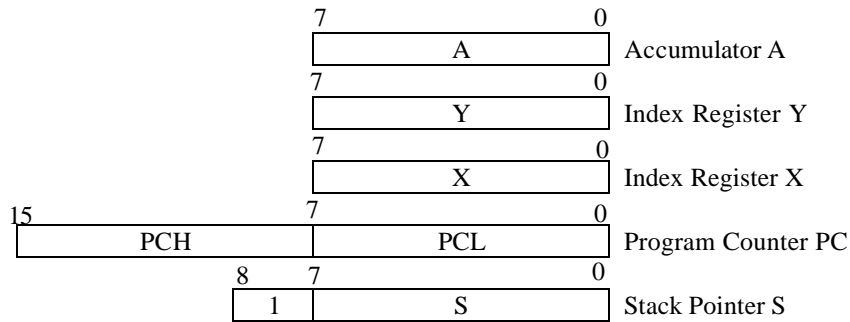 7 0
A Accumulator A
7 0
Y Index Register Y
7 0
X Index Register X
15 7 0
PCH PCL Program Counter PC
8 7 0
1 S Stack Pointer S